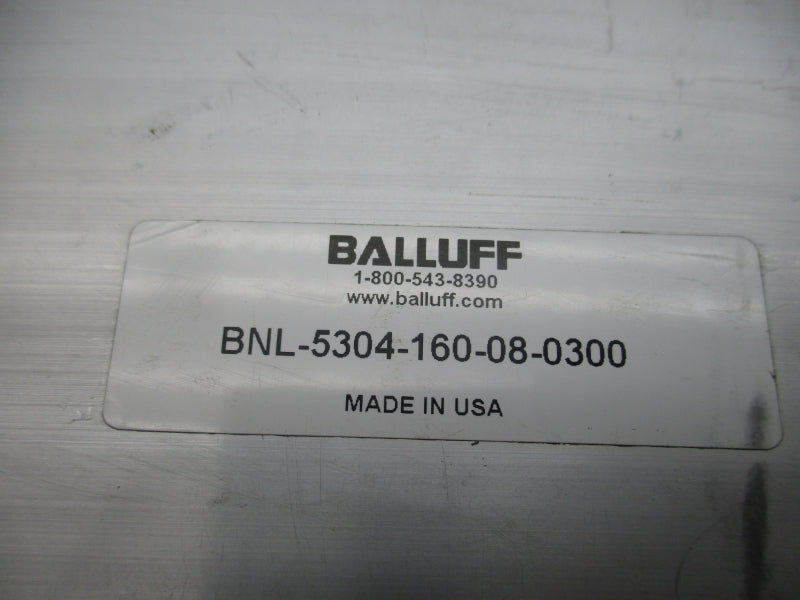 BALLUFF
1-800-543-8390
www.balluff.com
BNL-5304-160-08-0300
MADE IN USA